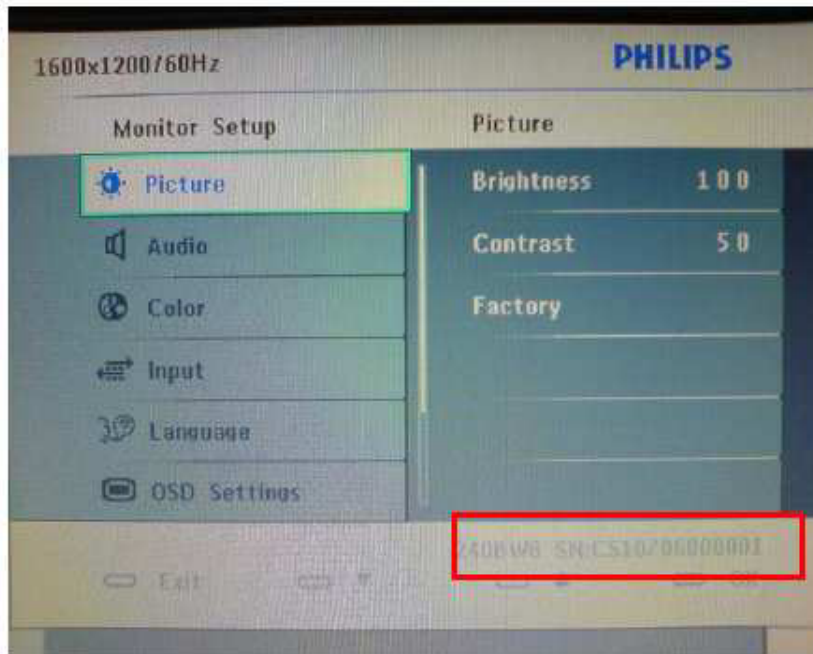 1600x1200/60Hz
PHILIPS
Monitor Setup
Picture
Picture
Brightness 100
Audio
Contrast 50
Color
Factory
Input
Language
OSD Settings
240BW8 SN:CS10706000001
Exit
OK